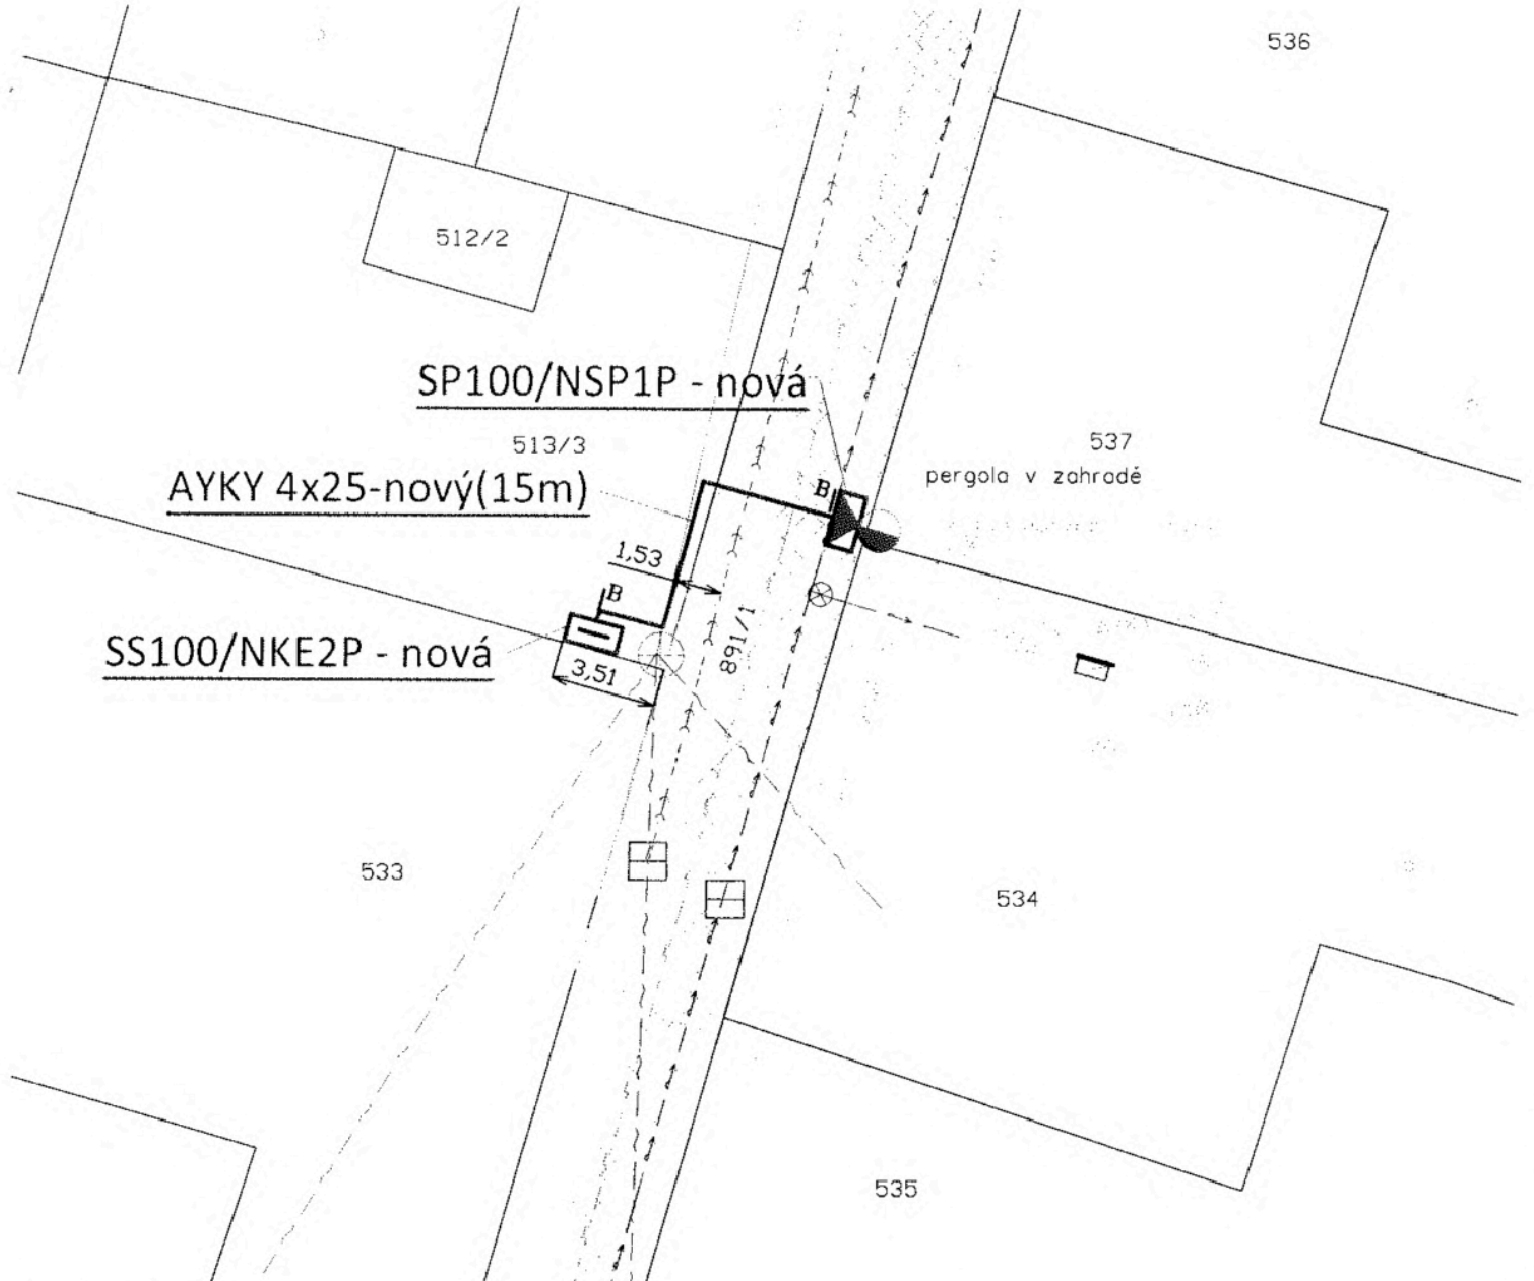 536
512/2
SP100/NSP1P - nová
513/3
537
pergola v zahradě
AYKY 4x25-nový(15m)
B
1,53
B
891/1
SS100/NKE2P - nová
3,51
533
534
535